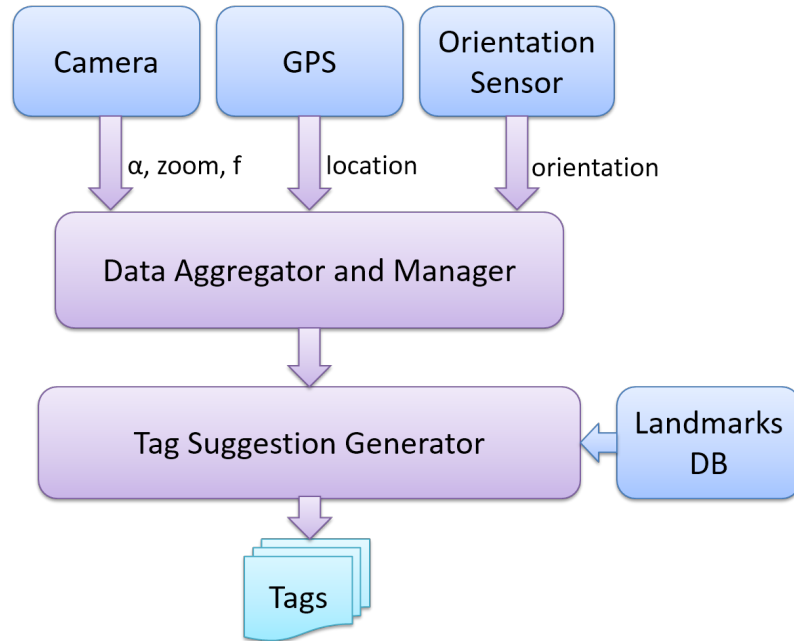 Camera
GPS
Orientation
Sensor
α, zoom, f
location
orientation
Data Aggregator and Manager
Tag Suggestion Generator
Landmarks
DB
Tags